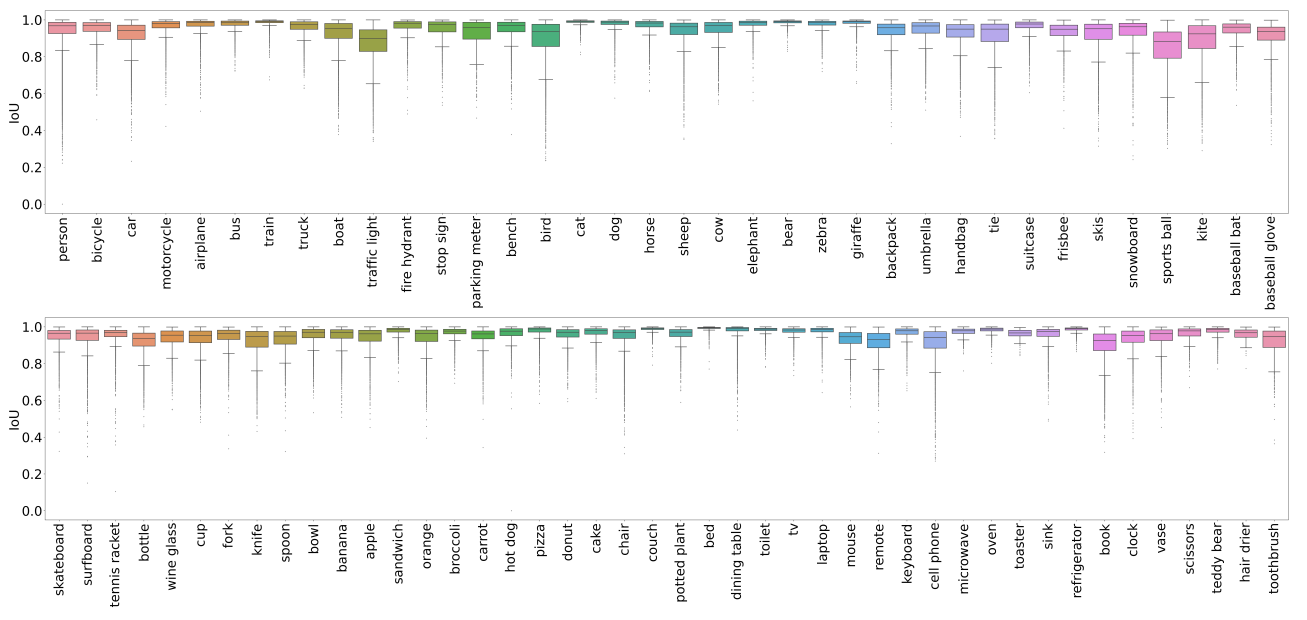 1.0
0.8
0.6
0.4
0.2
0.0
IoU
person
bicycle
car
motorcycle
airplane
bus
train
truck
boat
traffic light
fire hydrant
stop sign
parking meter
bench
bird
cat
dog
horse
sheep
cow
elephant
bear
zebra
giraffe
backpack
umbrella
handbag
tie
suitcase
frisbee
skis
snowboard
sports ball
kite
baseball bat
baseball glove
1.0
0.8
0.6
0.4
0.2
0.0
IoU
skateboard
surfboard
tennis racket
bottle
wine glass
cup
fork
knife
spoon
bowl
banana
apple
sandwich
orange
broccoli
carrot
hot dog
pizza
donut
cake
chair
couch
potted plant
bed
dining table
toilet
tv
laptop
mouse
remote
keyboard
cell phone
microwave
oven
toaster
sink
refrigerator
book
clock
vase
scissors
teddy bear
hair drier
toothbrush